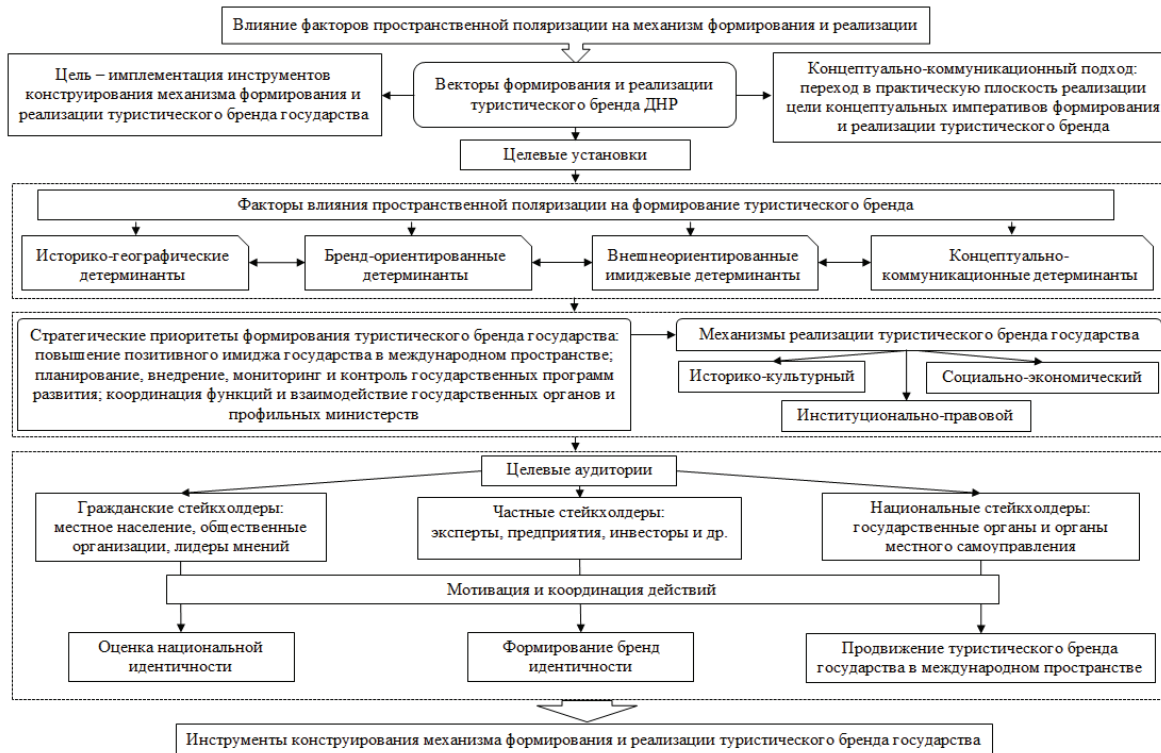 Влияние факторов пространственной поляризации на механизм формирования и реализации
Цель – имплементация инструментов
конструирования механизма формирования и
реализации туристического бренда государства
Векторы формирования и реализации
туристического бренда ДНР
Концептуально-коммуникационный подход:
переход в практическую плоскость реализации
цели концептуальных императивов формирования
и реализации туристического бренда
Целевые установки
Факторы влияния пространственной поляризации на формирование туристического бренда
Историко-географические
детерминанты
Бренд-ориентированные
детерминанты
Внешнеориентированные
имиджевые детерминанты
Концептуально-
коммуникационные детерминанты
Стратегические приоритеты формирования туристического бренда государства:
повышение позитивного имиджа государства в международном пространстве;
планирование, внедрение, мониторинг и контроль государственных программ
развития; координация функций и взаимодействие государственных органов и
профильных министерств
Механизмы реализации туристического бренда государства
Историко-культурный
Социально-экономический
Институционально-правовой
Целевые аудитории
Гражданские стейкхолдеры:
местное население, общественные
организации, лидеры мнений
Частные стейкхолдеры:
эксперты, предприятия, инвесторы и др.
Национальные стейкхолдеры:
государственные органы и органы
местного самоуправления
Мотивация и координация действий
Оценка национальной
идентичности
Формирование бренд
идентичности
Продвижение туристического бренда
государства в международном пространстве
Инструменты конструирования механизма формирования и реализации туристического бренда государства